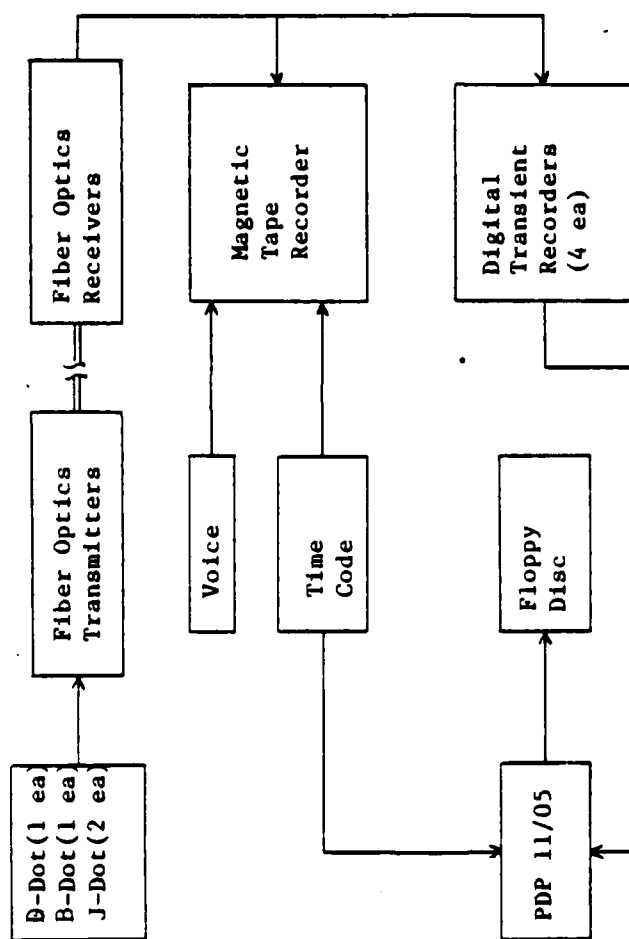 D-Dot(1 ea)
B-Dot(1 ea)
J-Dot(2 ea)
Fiber Optics
Transmitters
Fiber Optics
Receivers
Voice
Magnetic
Tape
Recorder
Time
Code
PDP 11/05
Floppy
Disc
Digital
Transient
Recorders
(4 ea)